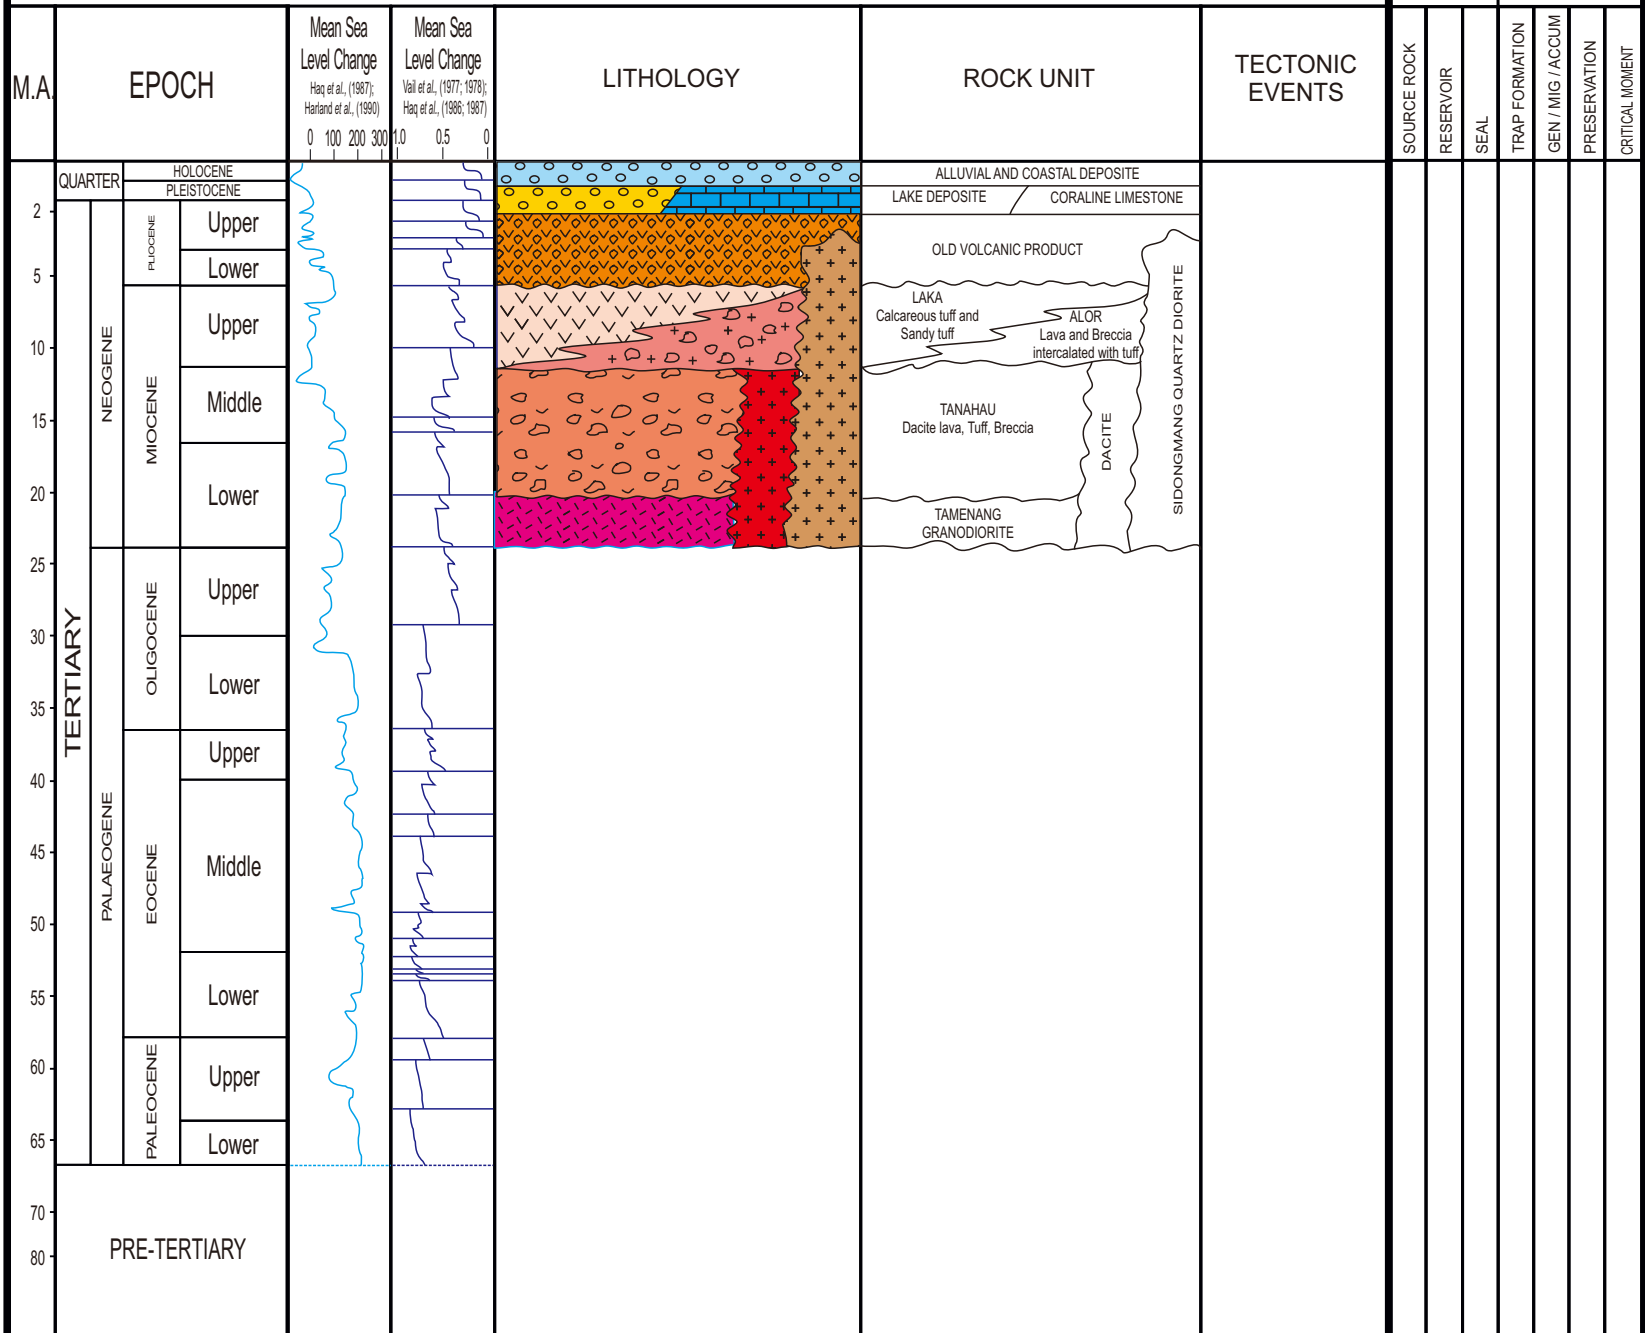 M.A.
EPOCH
Mean Sea
Level Change
Haq et al., (1987);
Harland et al., (1990)
0 100 200 300
Mean Sea
Level Change
Vail et al., (1977; 1978);
Haq et al., (1986; 1987)
1.0 0.5 0
LITHOLOGY
ROCK UNIT
TECTONIC
EVENTS
SOURCE ROCK
RESERVOIR
SEAL
TRAP FORMATION
GEN / MIG / ACCUM
PRESERVATION
CRITICAL MOMENT
QUARTER
HOLOCENE
PLEISTOCENE
TERTIARY
NEOGENE
PLIOCENE
Upper
Lower
MIOCENE
Upper
Middle
Lower
PALAEOGENE
OLIGOCENE
Upper
Lower
EOCENE
Upper
Middle
Lower
PALEOCENE
Upper
Lower
PRE-TERTIARY
2
5
10
15
20
25
30
35
40
45
50
55
60
65
70
80
ALLUVIAL AND COASTAL DEPOSITE
LAKE DEPOSITE
CORALINE LIMESTONE
OLD VOLCANIC PRODUCT
LAKA
Calcareous tuff and
Sandy tuff
ALOR
Lava and Breccia
intercalated with tuff
TANAHAU
Dacite lava, Tuff, Breccia
DACITE
SIDONGMANG QUARTZ DIORITE
TAMENANG
GRANODIORITE